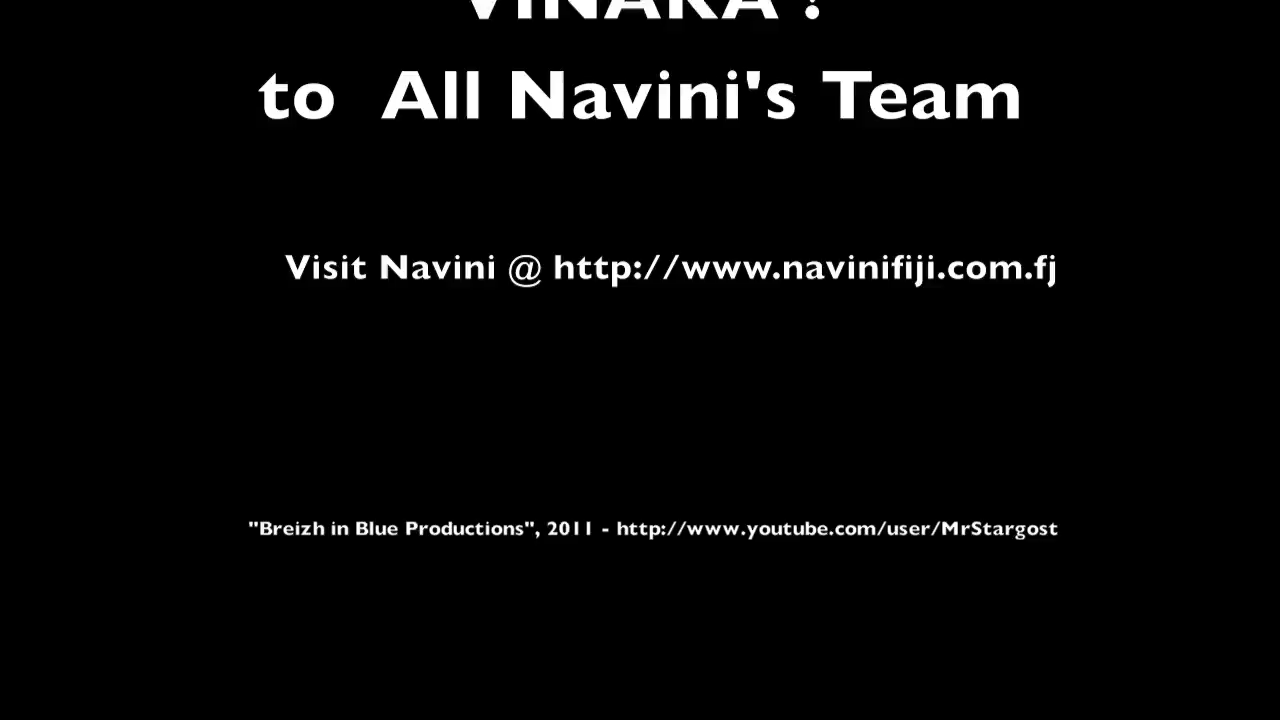 VINAKA !
to All Navini's Team
Visit Navini @ http://www.navinifiji.com.fj
"Breizh in Blue Productions", 2011 - http://www.youtube.com/user/MrStargost